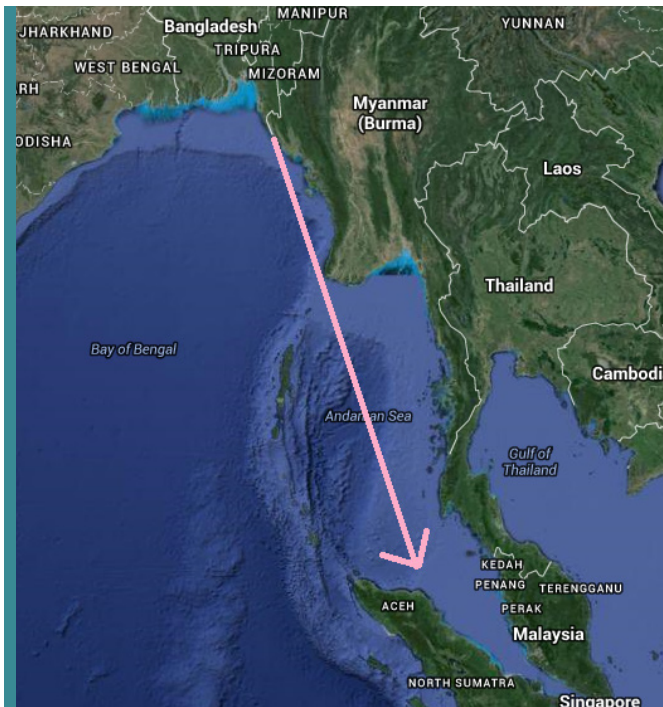 MANIPUR
JHARKHAND
Bangladesh
YUNNAN
TRIPURA
WEST BENGAL
MIZORAM
RH
Myanmar
(Burma)
ODISHA
Laos
Thailand
Bay of Bengal
Cambodi
Andaman Sea
Gulf of
Thailand
KEDAH
PENANG
TERENGGANU
ACEH
PERAK
Malaysia
NORTH SUMATRA
Singapore